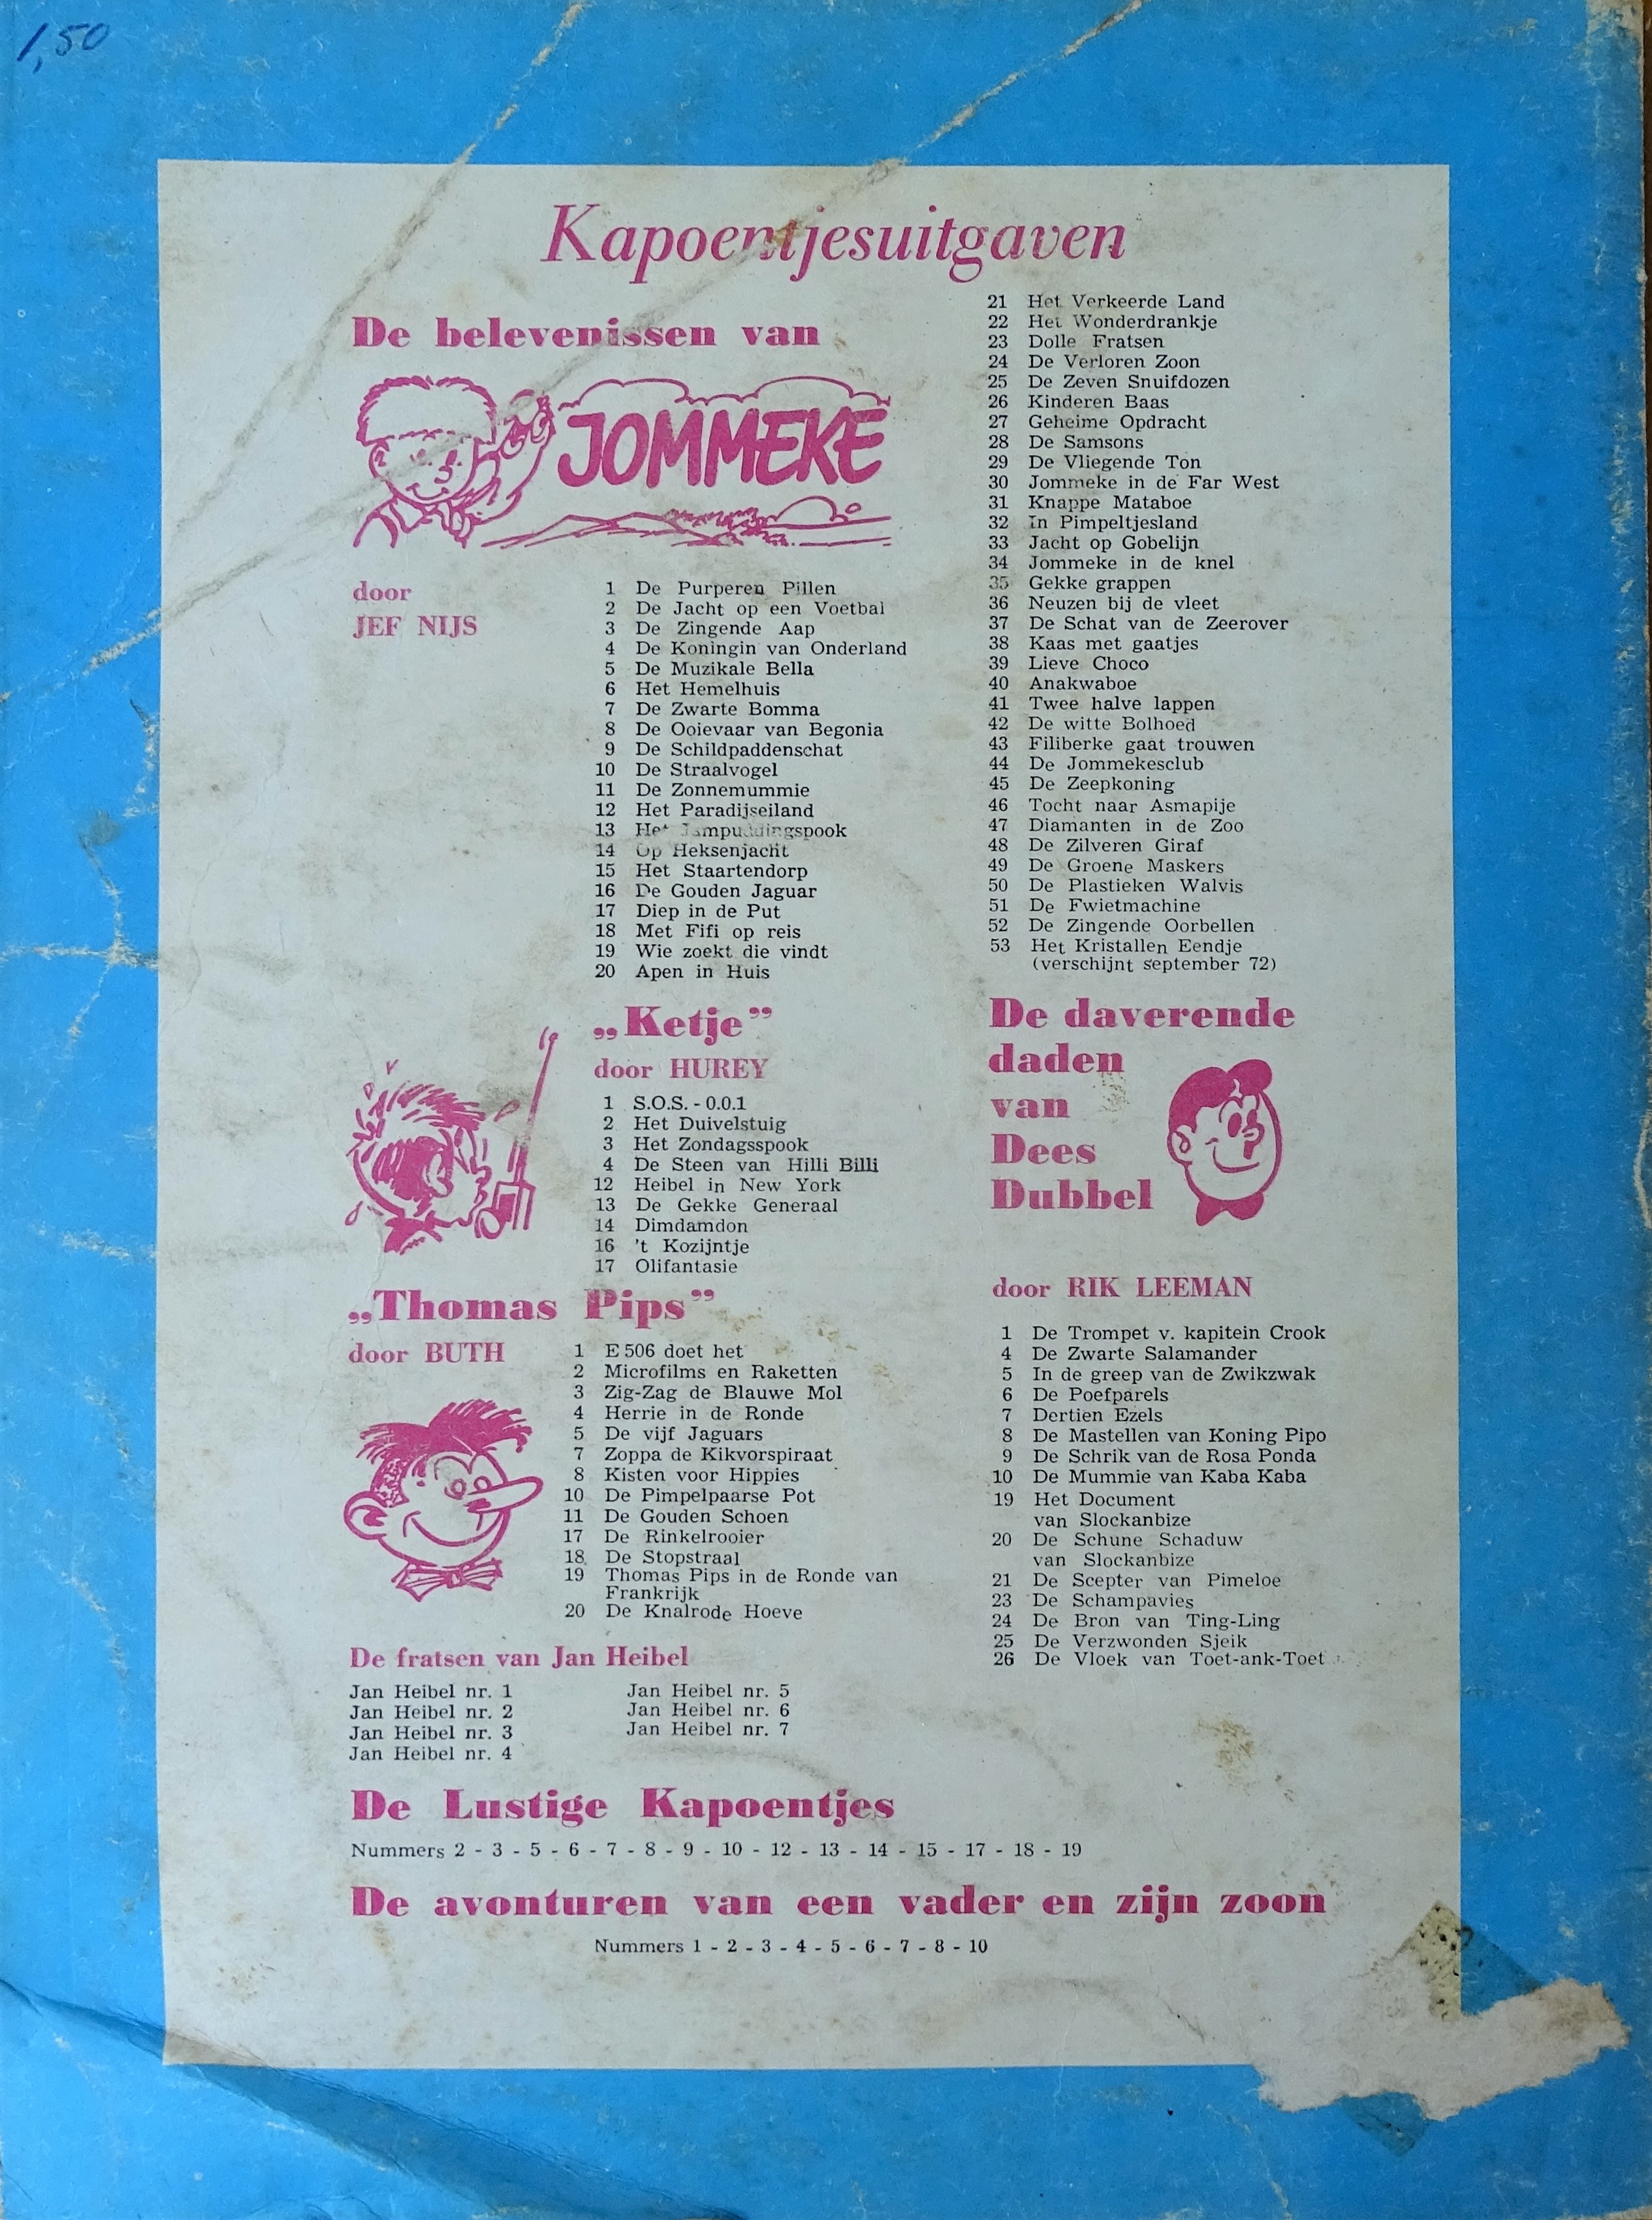 1,50
Kapoentjesuitgaven
De belevenissen van
JOMMEKE
door
JEF NIJS
1 De Purperen Pillen
2 De Jacht op een Voetbal
3 De Zingende Aap
4 De Koningin van Onderland
5 De Muzikale Bella
6 Het Hemelhuis
7 De Zwarte Bomma
8 De Ooievaar van Begonia
9 De Schildpaddenschat
10 De Straalvogel
11 De Zonnemummie
12 Het Paradijseiland
13 Het Jampuddingspook
14 Op Heksenjacht
15 Het Staartendorp
16 De Gouden Jaguar
17 Diep in de Put
18 Met Fifi op reis
19 Wie zoekt die vindt
20 Apen in Huis
21 Het Verkeerde Land
22 Het Wonderdrankje
23 Dolle Fratsen
24 De Verloren Zoon
25 De Zeven Snuifdozen
26 Kinderen Baas
27 Geheime Opdracht
28 De Samsons
29 De Vliegende Ton
30 Jommeke in de Far West
31 Knappe Mataboe
32 In Pimpeltjesland
33 Jacht op Gobelijn
34 Jommeke in de knel
35 Gekke grappen
36 Neuzen bij de vleet
37 De Schat van de Zeerover
38 Kaas met gaatjes
39 Lieve Choco
40 Anakwaboe
41 Twee halve lappen
42 De witte Bolhoed
43 Filiberke gaat trouwen
44 De Jommekesclub
45 De Zeepkoning
46 Tocht naar Asmapije
47 Diamanten in de Zoo
48 De Zilveren Giraf
49 De Groene Maskers
50 De Plastieken Walvis
51 De Fwietmachine
52 De Zingende Oorbellen
53 Het Kristallen Eendje
(verschijnt september 72)
„Ketje”
door HUREY
1 S.O.S. - 0.0.1
2 Het Duivelstuig
3 Het Zondagsspook
4 De Steen van Hilli Billi
12 Heibel in New York
13 De Gekke Generaal
14 Dimdamdon
16 't Kozijntje
17 Olifantasie
„Thomas Pips”
door BUTH
1 E 506 doet het
2 Microfilms en Raketten
3 Zig-Zag de Blauwe Mol
4 Herrie in de Ronde
5 De vijf Jaguars
7 Zoppa de Kikvorspiraat
8 Kisten voor Hippies
10 De Pimpelpaarse Pot
11 De Gouden Schoen
17 De Rinkelrooier
18 De Stopstraal
19 Thomas Pips in de Ronde van
Frankrijk
20 De Knalrode Hoeve
De fratsen van Jan Heibel
Jan Heibel nr. 1
Jan Heibel nr. 2
Jan Heibel nr. 3
Jan Heibel nr. 4
Jan Heibel nr. 5
Jan Heibel nr. 6
Jan Heibel nr. 7
De daverende
daden
van
Dees
Dubbel
door RIK LEEMAN
1 De Trompet v. kapitein Crook
4 De Zwarte Salamander
5 In de greep van de Zwikzwak
6 De Poefparels
7 Dertien Ezels
8 De Mastellen van Koning Pipo
9 De Schrik van de Rosa Ponda
10 De Mummie van Kaba Kaba
19 Het Document
van Slockanbize
20 De Schune Schaduw
van Slockanbize
21 De Scepter van Pimeloe
23 De Schampavies
24 De Bron van Ting-Ling
25 De Verzwonden Sjeik
26 De Vloek van Toet-ank-Toet
De Lustige Kapoentjes
Nummers 2 - 3 - 5 - 6 - 7 - 8 - 9 - 10 - 12 - 13 - 14 - 15 - 17 - 18 - 19
De avonturen van een vader en zijn zoon
Nummers 1 - 2 - 3 - 4 - 5 - 6 - 7 - 8 - 10